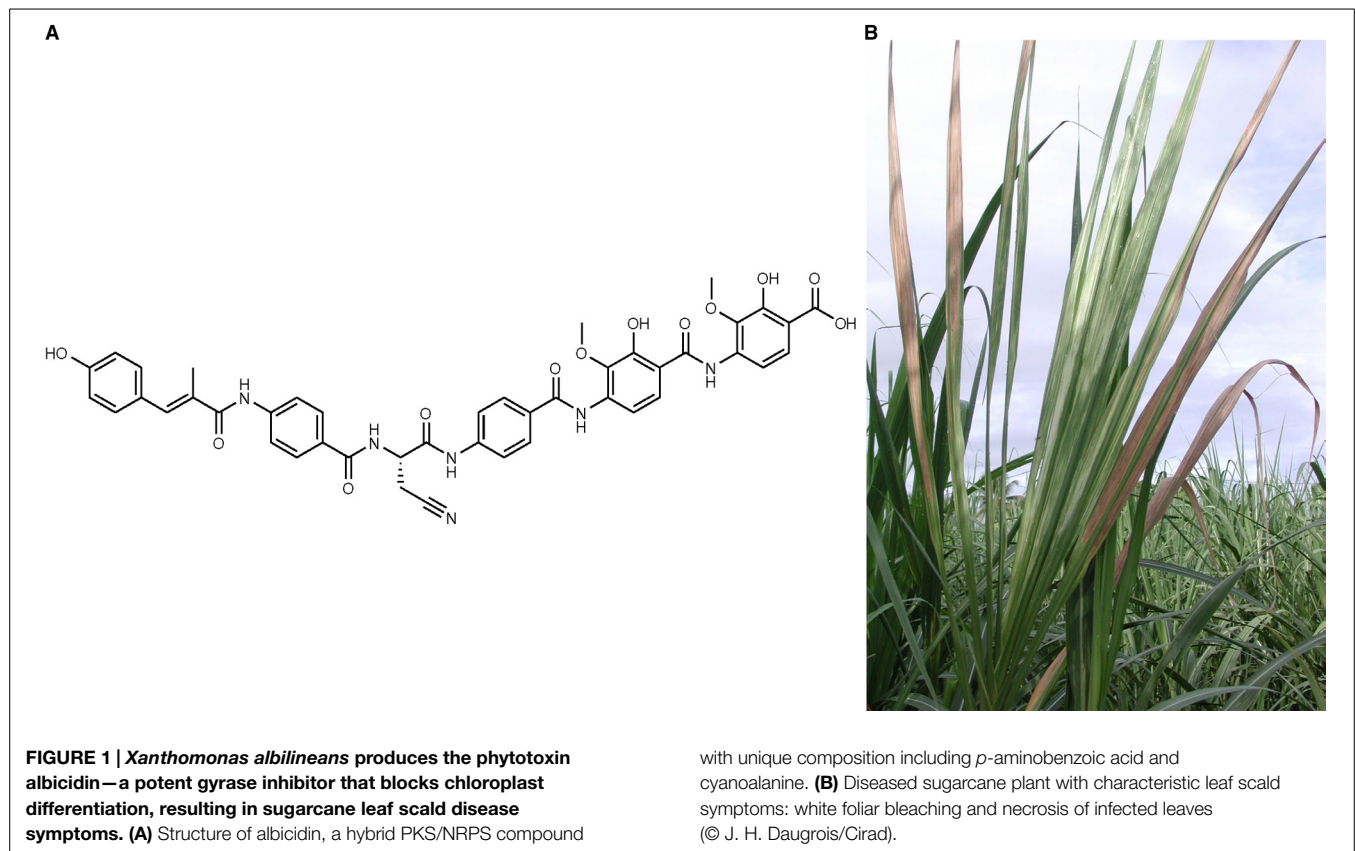 A
B
HO
O
H
N
O
H
N
O
N
H
N
O
N
H
O
OH
O
N
H
O
OH
O
OH
FIGURE 1 | Xanthomonas albilineans produces the phytotoxin
albicidin—a potent gyrase inhibitor that blocks chloroplast
differentiation, resulting in sugarcane leaf scald disease
symptoms. (A) Structure of albicidin, a hybrid PKS/NRPS compound
with unique composition including p-aminobenzoic acid and
cyanoalanine. (B) Diseased sugarcane plant with characteristic leaf scald
symptoms: white foliar bleaching and necrosis of infected leaves
(© J. H. Daugrois/Cirad).